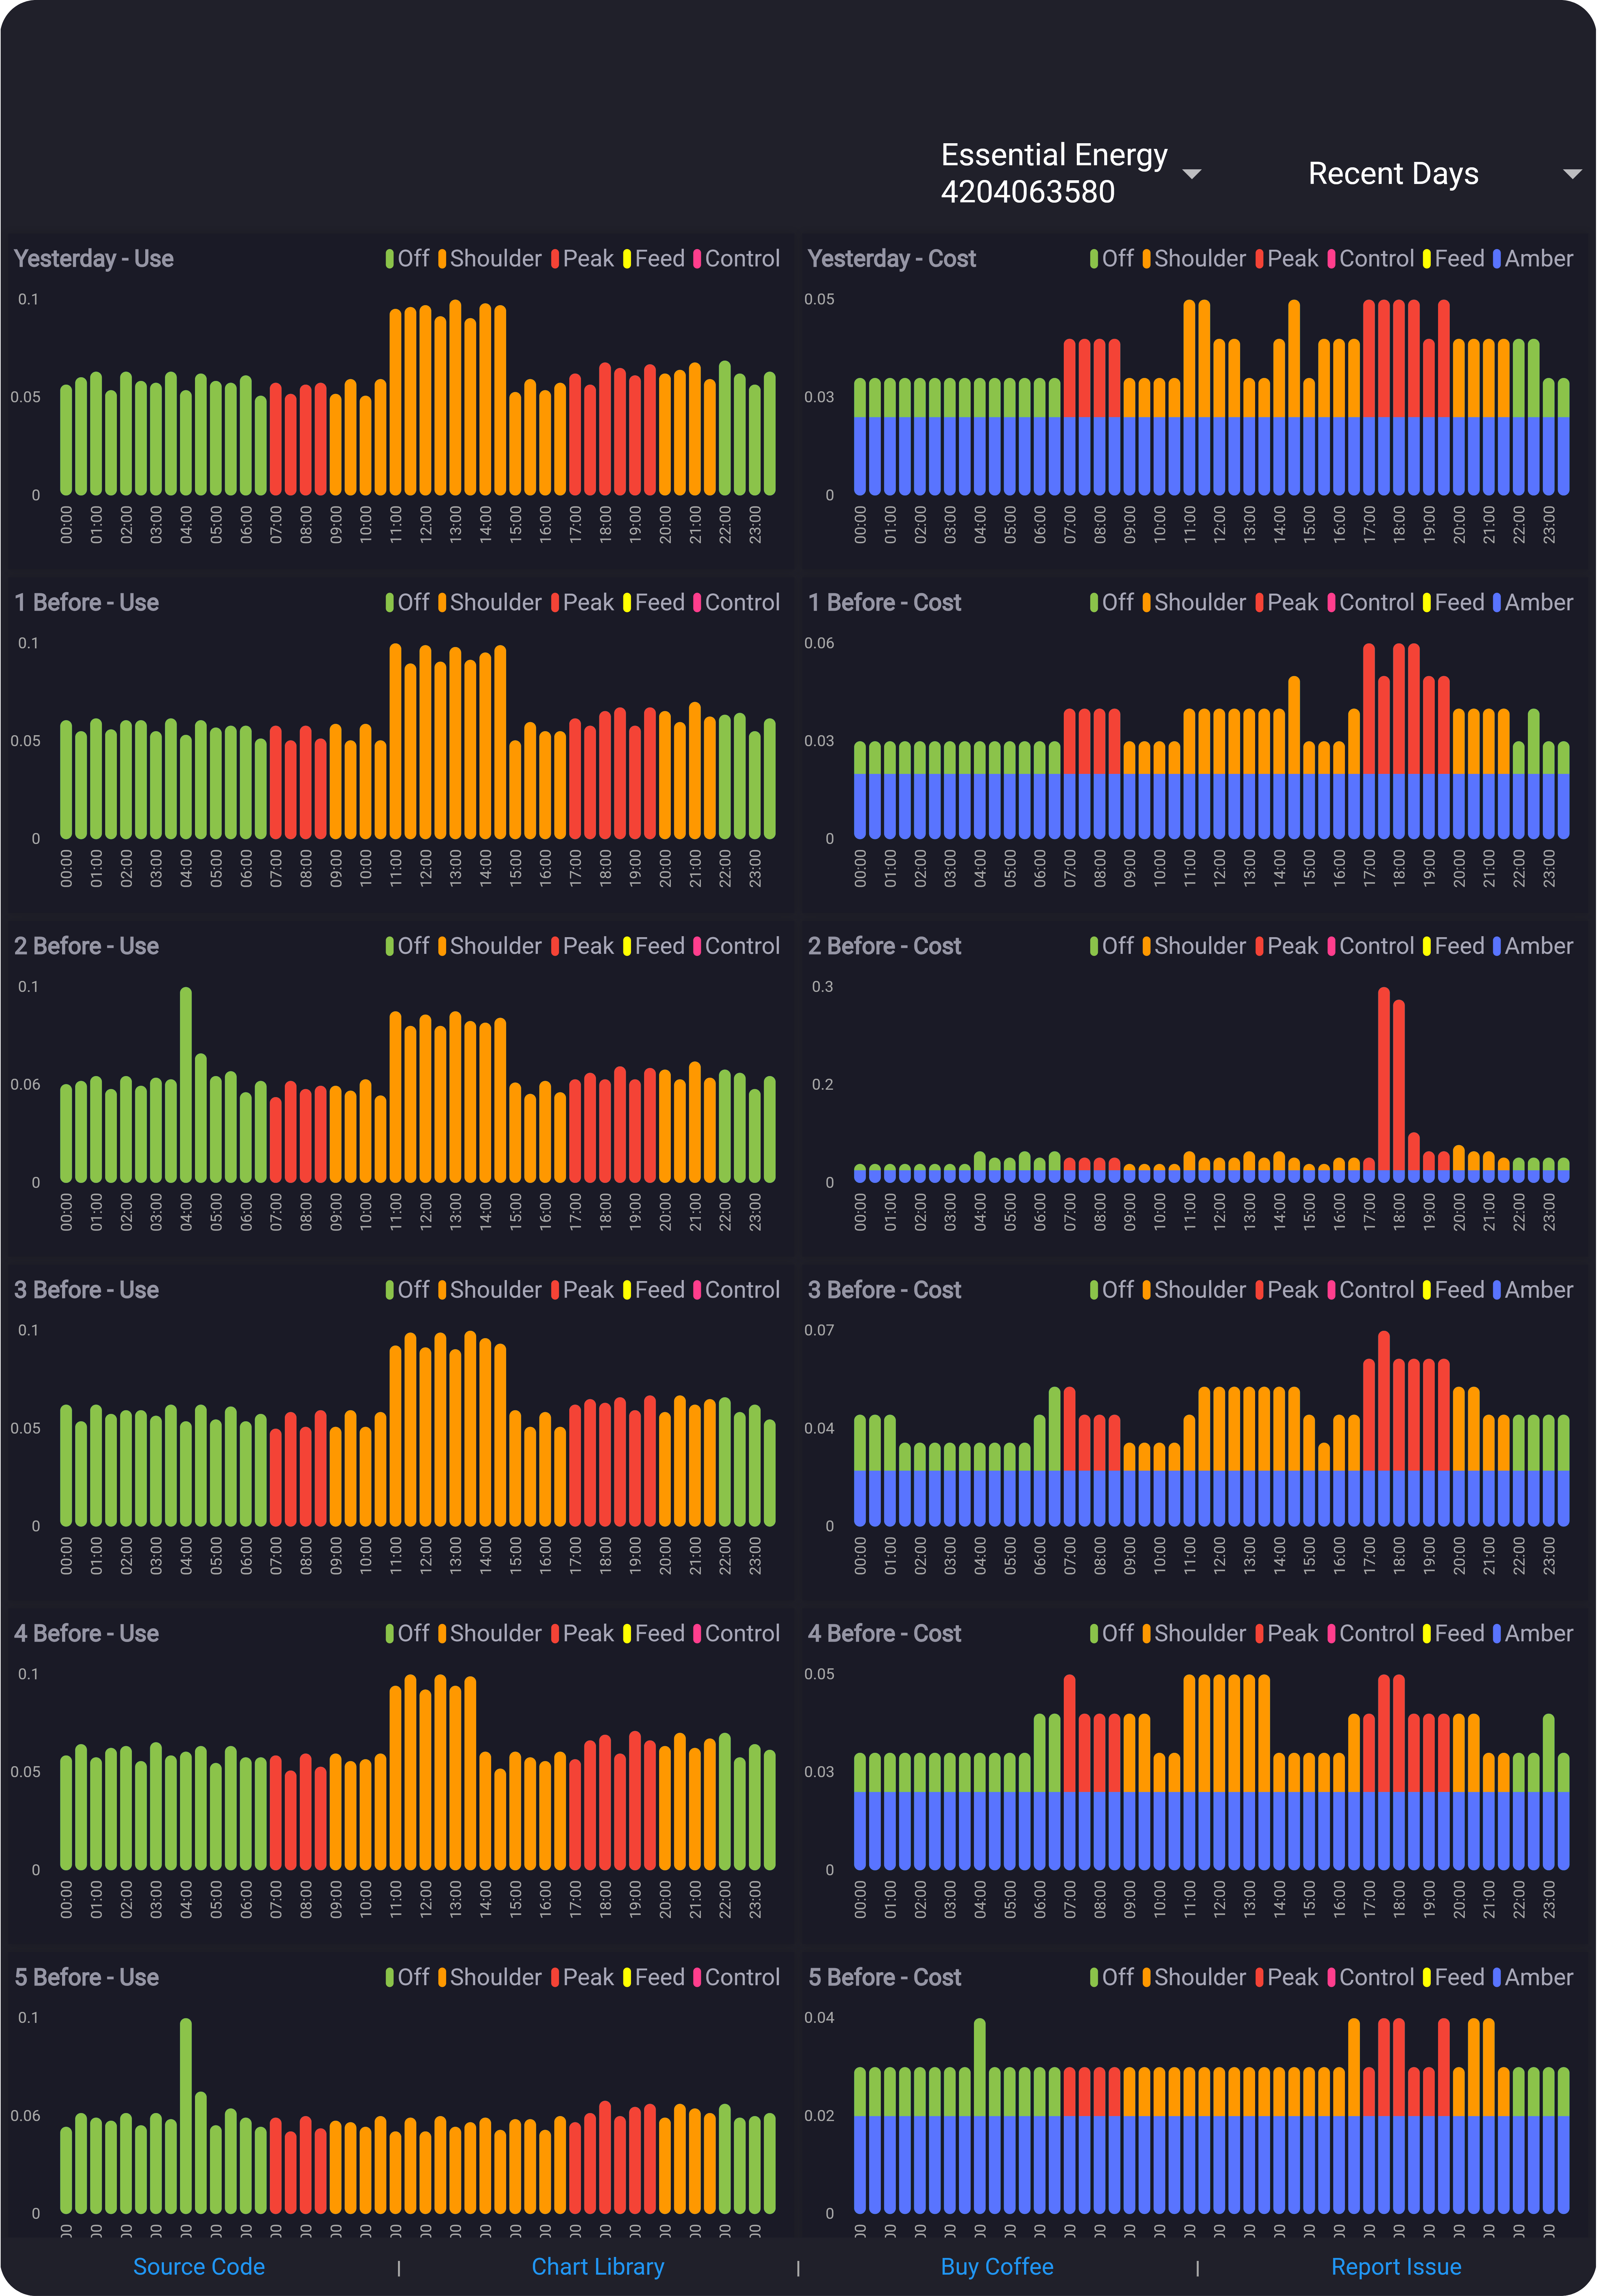 Essential Energy
4204063580
Recent Days
Yesterday - Use
Off Shoulder Peak Feed Control
0.1
0.05
0
00:00 01:00 02:00 03:00 04:00 05:00 06:00 07:00 08:00 09:00 10:00 11:00 12:00 13:00 14:00 15:00 16:00 17:00 18:00 19:00 20:00 21:00 22:00 23:00
Yesterday - Cost
Off Shoulder Peak Control Feed Amber
0.05
0.03
0
00:00 01:00 02:00 03:00 04:00 05:00 06:00 07:00 08:00 09:00 10:00 11:00 12:00 13:00 14:00 15:00 16:00 17:00 18:00 19:00 20:00 21:00 22:00 23:00
1 Before - Use
Off Shoulder Peak Feed Control
0.1
0.05
0
00:00 01:00 02:00 03:00 04:00 05:00 06:00 07:00 08:00 09:00 10:00 11:00 12:00 13:00 14:00 15:00 16:00 17:00 18:00 19:00 20:00 21:00 22:00 23:00
1 Before - Cost
Off Shoulder Peak Control Feed Amber
0.06
0.03
0
00:00 01:00 02:00 03:00 04:00 05:00 06:00 07:00 08:00 09:00 10:00 11:00 12:00 13:00 14:00 15:00 16:00 17:00 18:00 19:00 20:00 21:00 22:00 23:00
2 Before - Use
Off Shoulder Peak Feed Control
0.1
0.06
0
00:00 01:00 02:00 03:00 04:00 05:00 06:00 07:00 08:00 09:00 10:00 11:00 12:00 13:00 14:00 15:00 16:00 17:00 18:00 19:00 20:00 21:00 22:00 23:00
2 Before - Cost
Off Shoulder Peak Control Feed Amber
0.3
0.2
0
00:00 01:00 02:00 03:00 04:00 05:00 06:00 07:00 08:00 09:00 10:00 11:00 12:00 13:00 14:00 15:00 16:00 17:00 18:00 19:00 20:00 21:00 22:00 23:00
3 Before - Use
Off Shoulder Peak Feed Control
0.1
0.05
0
00:00 01:00 02:00 03:00 04:00 05:00 06:00 07:00 08:00 09:00 10:00 11:00 12:00 13:00 14:00 15:00 16:00 17:00 18:00 19:00 20:00 21:00 22:00 23:00
3 Before - Cost
Off Shoulder Peak Control Feed Amber
0.07
0.04
0
00:00 01:00 02:00 03:00 04:00 05:00 06:00 07:00 08:00 09:00 10:00 11:00 12:00 13:00 14:00 15:00 16:00 17:00 18:00 19:00 20:00 21:00 22:00 23:00
4 Before - Use
Off Shoulder Peak Feed Control
0.1
0.05
0
00:00 01:00 02:00 03:00 04:00 05:00 06:00 07:00 08:00 09:00 10:00 11:00 12:00 13:00 14:00 15:00 16:00 17:00 18:00 19:00 20:00 21:00 22:00 23:00
4 Before - Cost
Off Shoulder Peak Control Feed Amber
0.05
0.03
0
00:00 01:00 02:00 03:00 04:00 05:00 06:00 07:00 08:00 09:00 10:00 11:00 12:00 13:00 14:00 15:00 16:00 17:00 18:00 19:00 20:00 21:00 22:00 23:00
5 Before - Use
Off Shoulder Peak Feed Control
0.1
0.06
0
5 Before - Cost
Off Shoulder Peak Control Feed Amber
0.04
0.02
0
Source Code | Chart Library | Buy Coffee | Report Issue